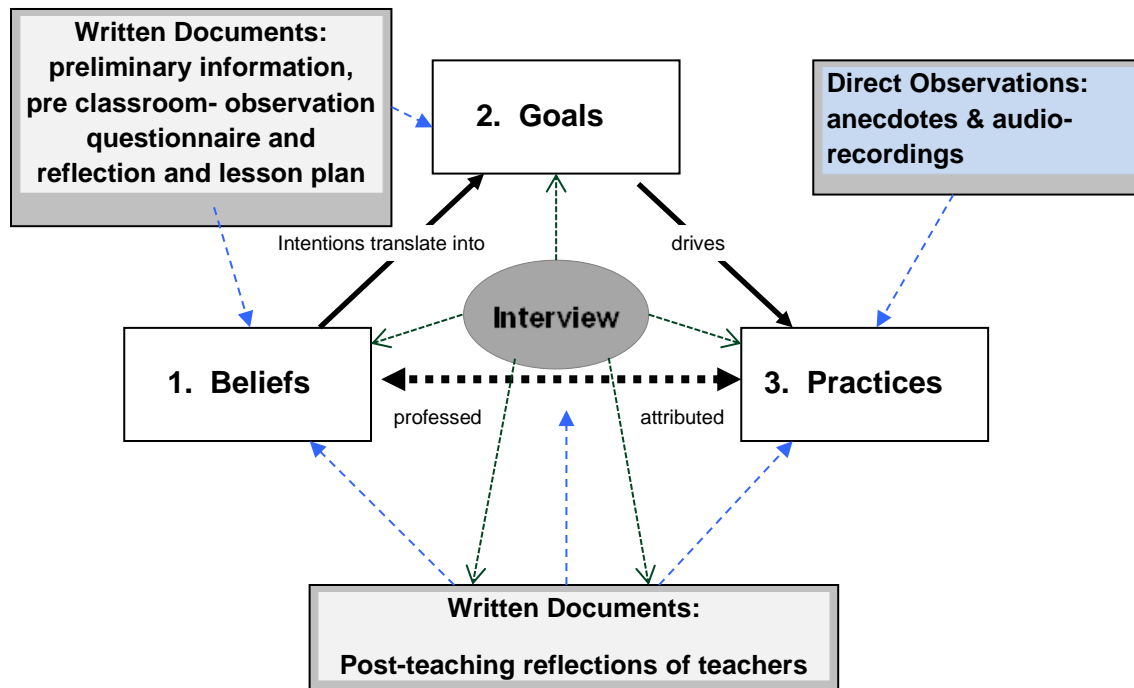 Written Documents:
preliminary information,
pre classroom- observation
questionnaire and
reflection and lesson plan
2. Goals
Direct Observations:
anecdotes & audio-
recordings
Intentions translate into
drives
Interview
1. Beliefs
3. Practices
professed
attributed
Written Documents:
Post-teaching reflections of teachers